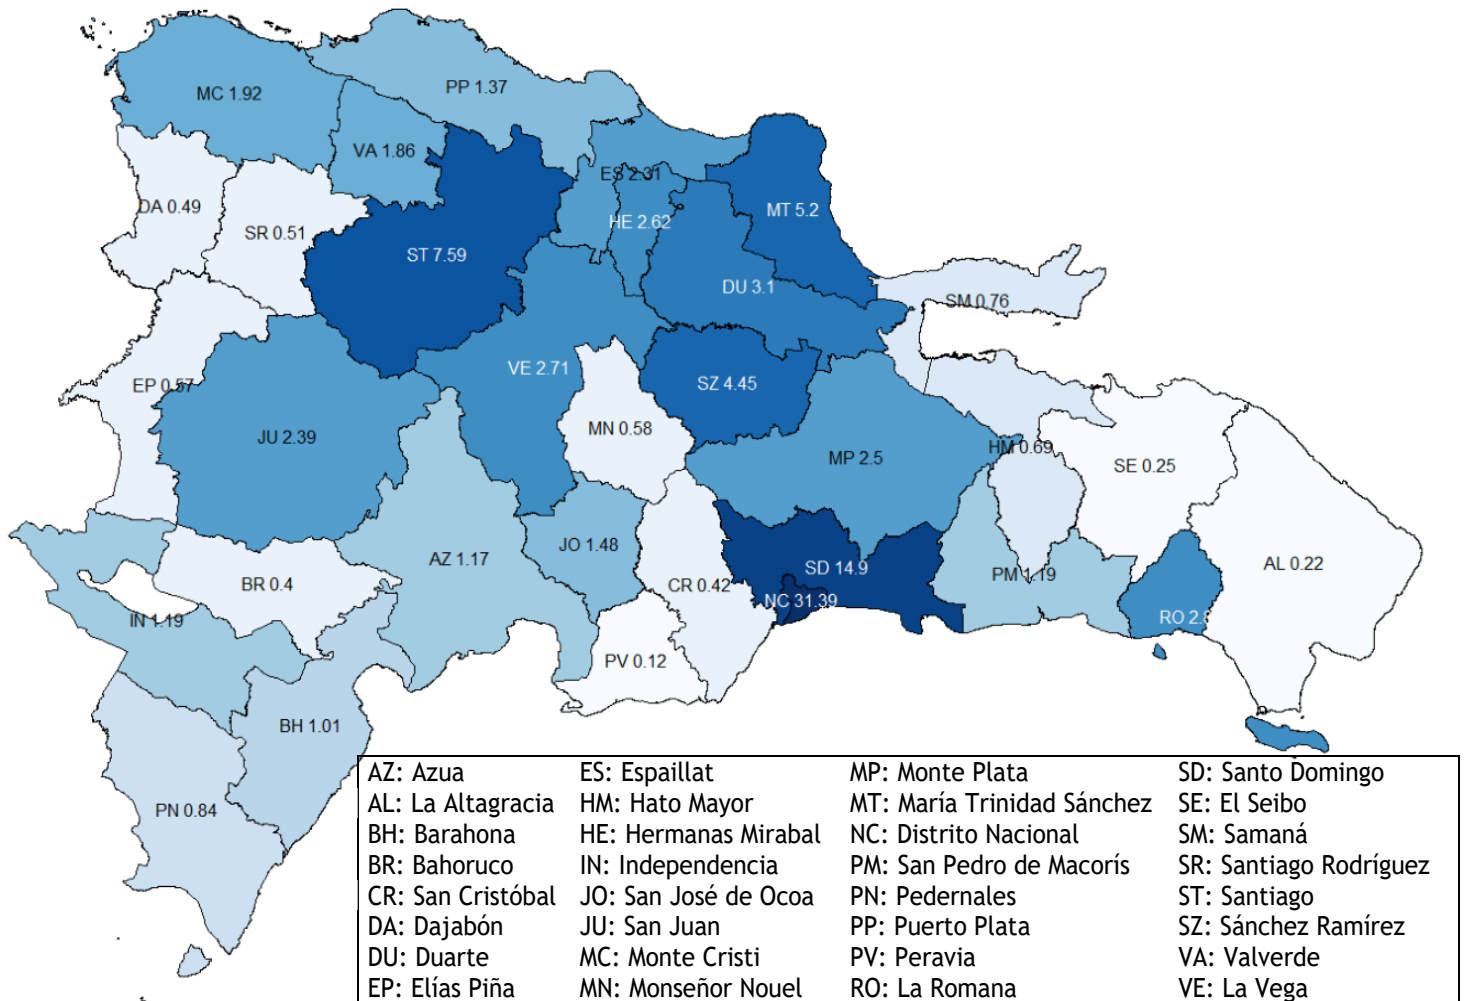 PP 1.37
MC 1.92
VA 1.86
ES 2.31
DA 0.49
MT 5.2
HE 2.62
SR 0.51
ST 7.59
DU 3.1
SM 0.76
VE 2.71
EP 0.57
SZ 4.45
MN 0.58
JU 2.39
HM 0.69
MP 2.5
SE 0.25
JO 1.48
AZ 1.17
AL 0.22
SD 14.9
PM 1.19
BR 0.4
CR 0.42
NC 31.39
IN 1.19
RO 2.
PV 0.12
BH 1.01
PN 0.84
AZ: Azua ES: Espaillat MP: Monte Plata SD: Santo Domingo
AL: La Altagracia HM: Hato Mayor MT: María Trinidad Sánchez SE: El Seibo
BH: Barahona HE: Hermanas Mirabal NC: Distrito Nacional SM: Samaná
BR: Bahoruco IN: Independencia PM: San Pedro de Macorís SR: Santiago Rodríguez
CR: San Cristóbal JO: San José de Ocoa PN: Pedernales ST: Santiago
DA: Dajabón JU: San Juan PP: Puerto Plata SZ: Sánchez Ramírez
DU: Duarte MC: Monte Cristi PV: Peravia VA: Valverde
EP: Elías Piña MN: Monseñor Nouel RO: La Romana VE: La Vega